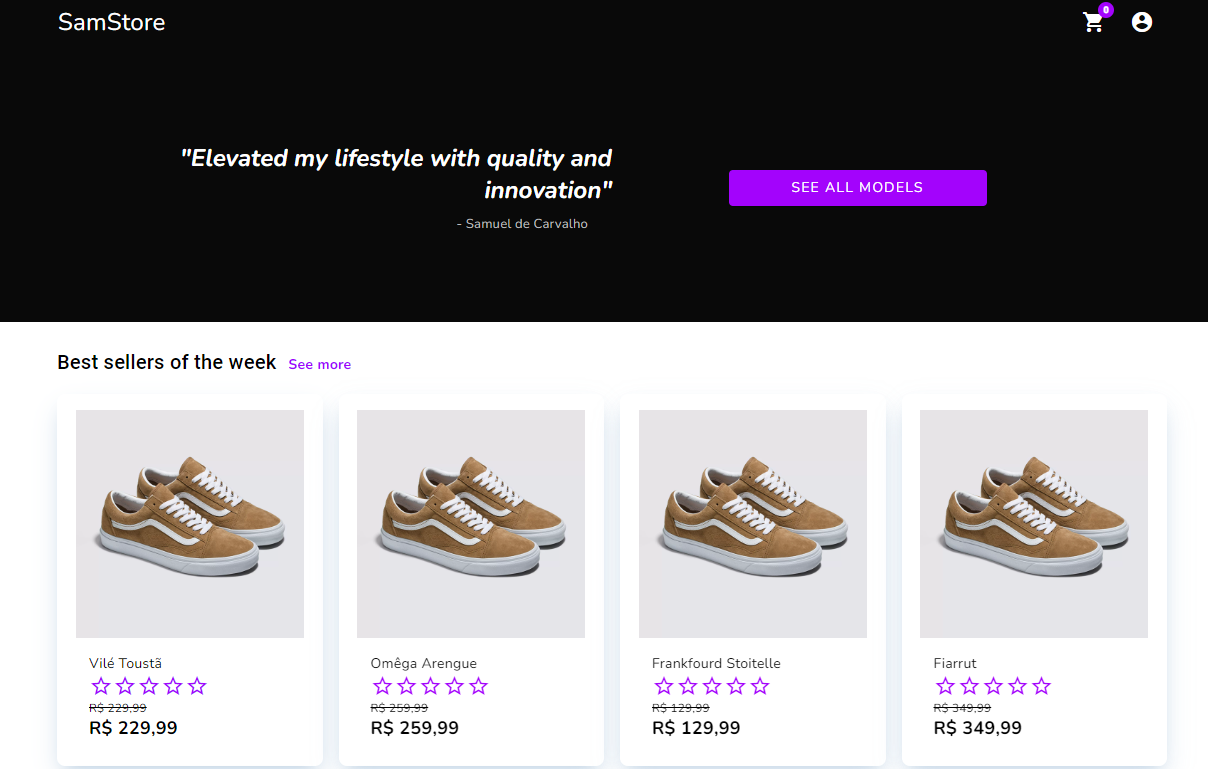 SamStore
0
"Elevated my lifestyle with quality and
innovation"
- Samuel de Carvalho
SEE ALL MODELS
Best sellers of the week See more
Vilé Toustã
R$ 229,99
R$ 229,99
Omêga Arengue
R$ 259,99
R$ 259,99
Frankfourd Stoitelle
R$ 129,99
R$ 129,99
Fiarrut
R$ 349,99
R$ 349,99